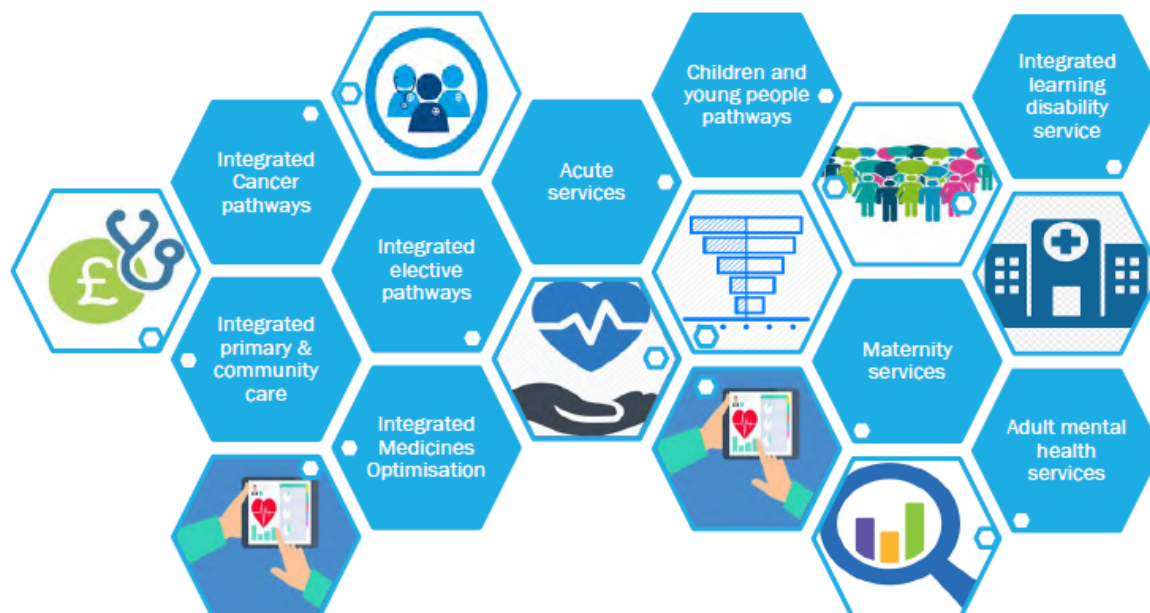 Integrated
Cancer
pathways
Integrated
primary &
community
care
£
Integrated
elective
pathways
Integrated
Medicines
Optimisation
Acute
services
Children and
young people
pathways
Maternity
services
Integrated
learning
disability
service
Adult mental
health
services